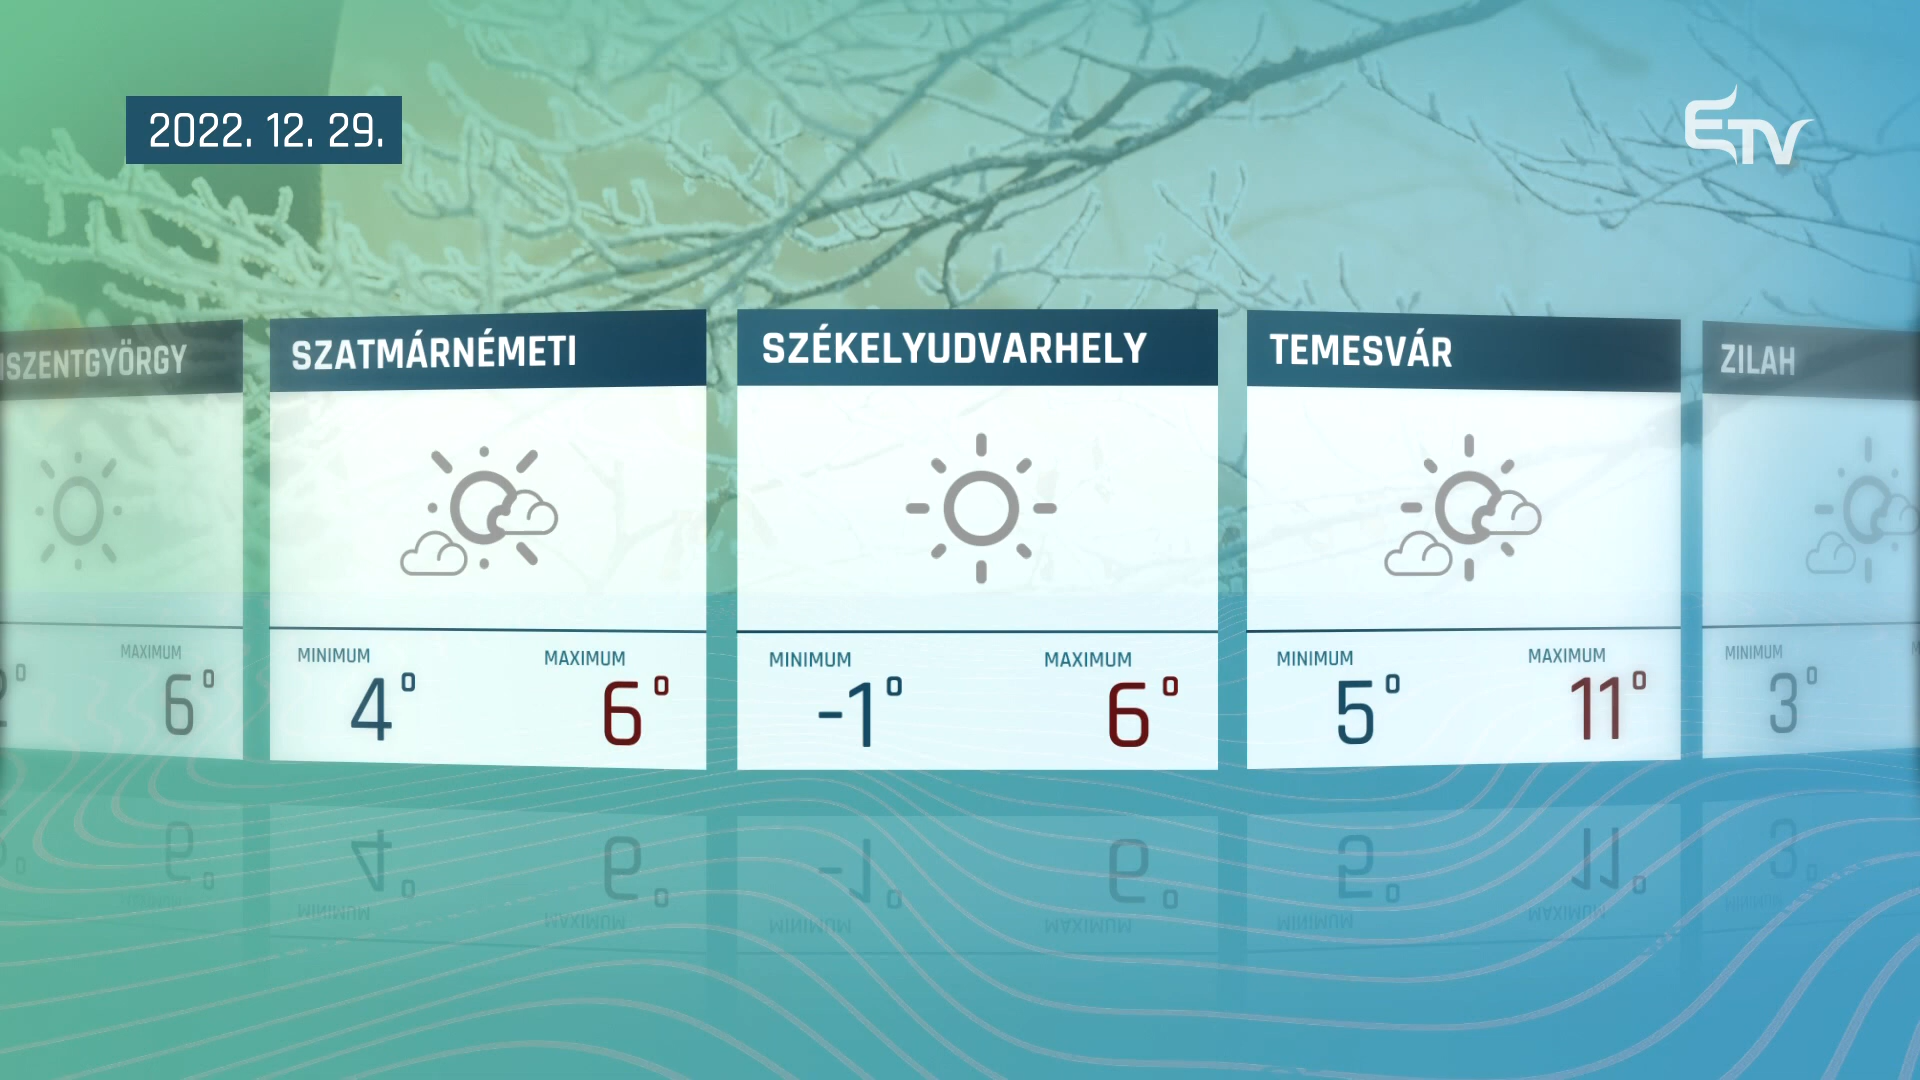 2022. 12. 29.
ETV
ISZENTGYÖRGY
MAXIMUM
6°
SZATMÁRNÉMETI
MINIMUM
MAXIMUM
4°
6°
SZÉKELYUDVARHELY
MINIMUM
MAXIMUM
-1°
6°
TEMESVÁR
MINIMUM
MAXIMUM
5°
11°
ZILAH
MINIMUM
3°